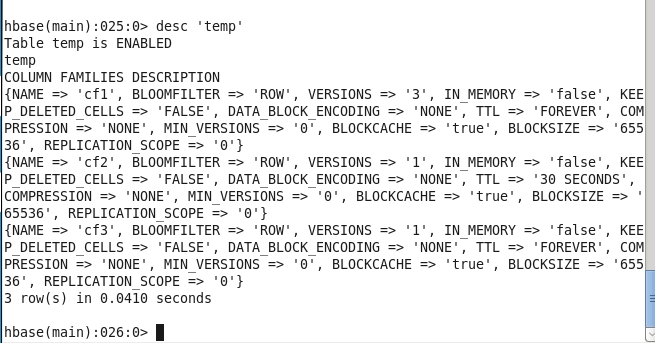 hbase(main):025:0> desc 'temp'
Table temp is ENABLED
temp
COLUMN FAMILIES DESCRIPTION
{NAME => 'cf1', BLOOMFILTER => 'ROW', VERSIONS => '3', IN_MEMORY => 'false', KEE
P_DELETED_CELLS => 'FALSE', DATA_BLOCK_ENCODING => 'NONE', TTL => 'FOREVER', COM
PRESSION => 'NONE', MIN_VERSIONS => '0', BLOCKCACHE => 'true', BLOCKSIZE => '655
36', REPLICATION_SCOPE => '0'}
{NAME => 'cf2', BLOOMFILTER => 'ROW', VERSIONS => '1', IN_MEMORY => 'false', KEE
P_DELETED_CELLS => 'FALSE', DATA_BLOCK_ENCODING => 'NONE', TTL => '30 SECONDS',
COMPRESSION => 'NONE', MIN_VERSIONS => '0', BLOCKCACHE => 'true', BLOCKSIZE => '
65536', REPLICATION_SCOPE => '0'}
{NAME => 'cf3', BLOOMFILTER => 'ROW', VERSIONS => '1', IN_MEMORY => 'false', KEE
P_DELETED_CELLS => 'FALSE', DATA_BLOCK_ENCODING => 'NONE', TTL => 'FOREVER', COM
PRESSION => 'NONE', MIN_VERSIONS => '0', BLOCKCACHE => 'true', BLOCKSIZE => '655
36', REPLICATION_SCOPE => '0'}
3 row(s) in 0.0410 seconds
hbase(main):026:0>